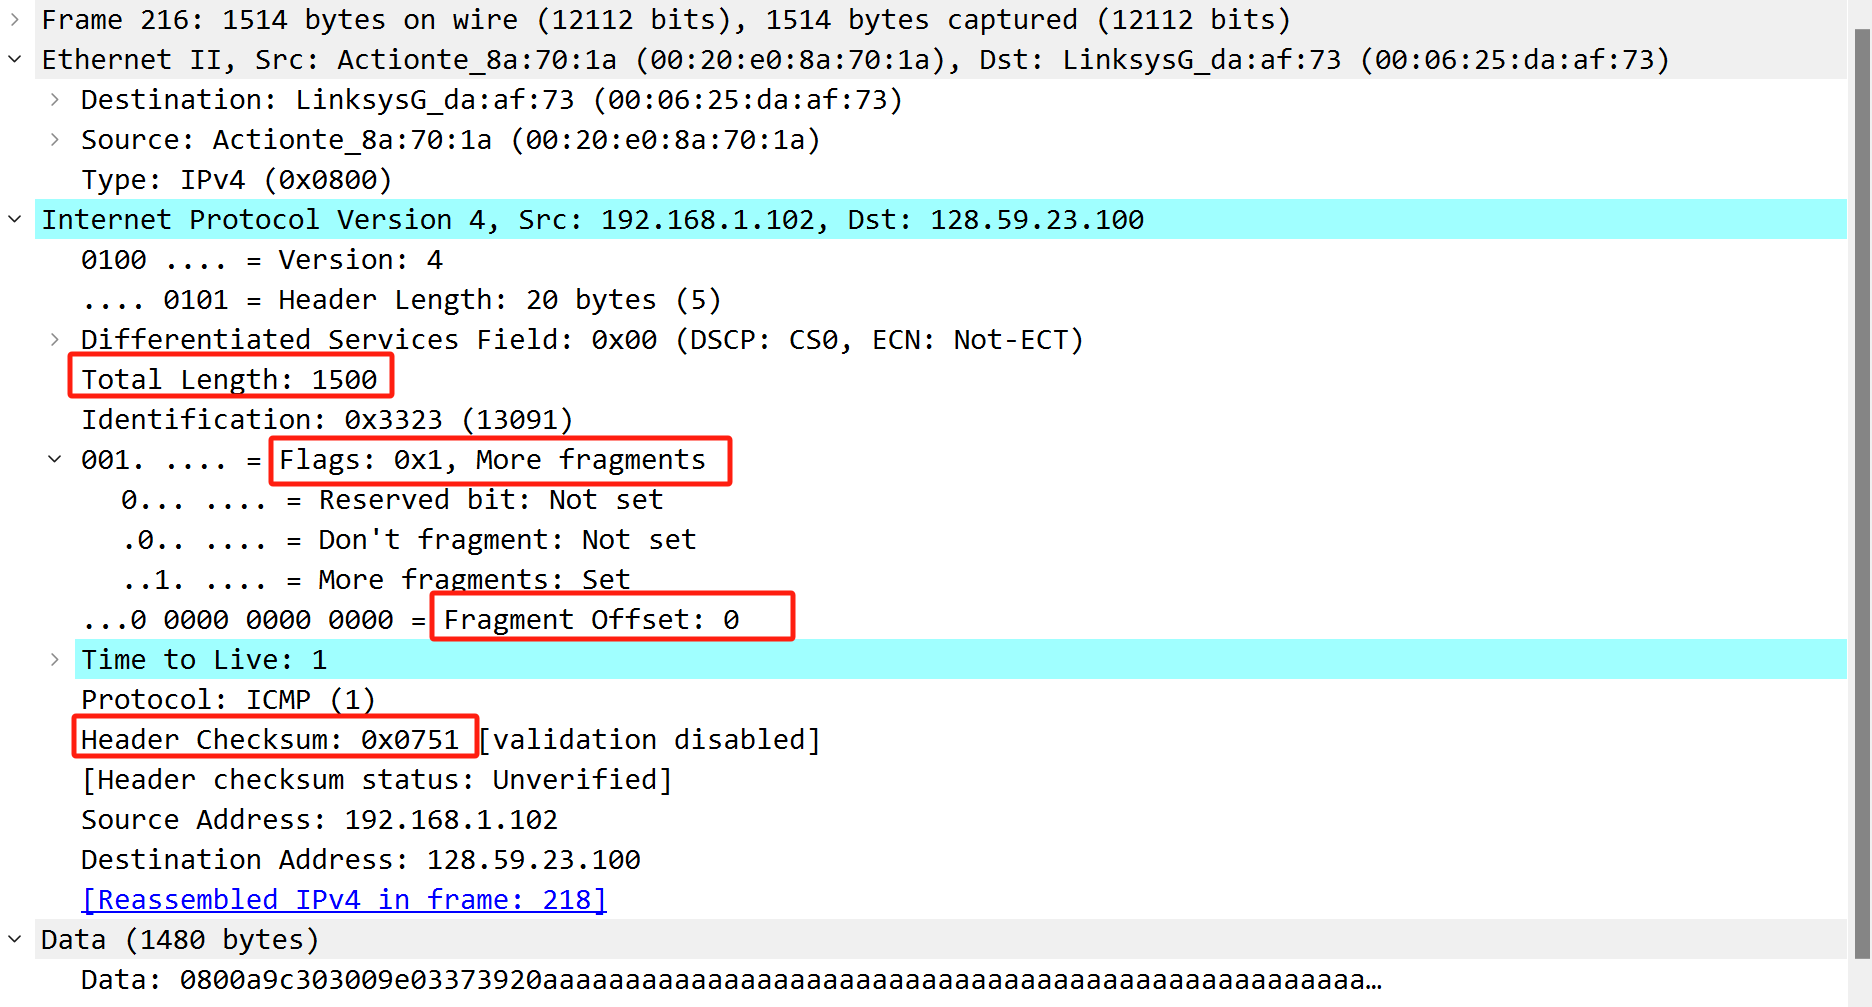 Frame 216: 1514 bytes on wire (12112 bits), 1514 bytes captured (12112 bits)
Ethernet II, Src: Actionte_8a:70:1a (00:20:e0:8a:70:1a), Dst: LinksysG_da:af:73 (00:06:25:da:af:73)
Destination: LinksysG_da:af:73 (00:06:25:da:af:73)
Source: Actionte_8a:70:1a (00:20:e0:8a:70:1a)
Type: IPv4 (0x0800)
Internet Protocol Version 4, Src: 192.168.1.102, Dst: 128.59.23.100
0100 .... = Version: 4
.... 0101 = Header Length: 20 bytes (5)
Differentiated Services Field: 0x00 (DSCP: CS0, ECN: Not-ECT)
Total Length: 1500
Identification: 0x3323 (13091)
001. .... = Flags: 0x1, More fragments
0... .... = Reserved bit: Not set
.0.. .... = Don't fragment: Not set
..1. .... = More fragments: Set
...0 0000 0000 0000 = Fragment Offset: 0
Time to Live: 1
Protocol: ICMP (1)
Header Checksum: 0x0751 [validation disabled]
[Header checksum status: Unverified]
Source Address: 192.168.1.102
Destination Address: 128.59.23.100
[Reassembled IPv4 in frame: 218]
Data (1480 bytes)
Data: 0800a9c303009e03373920aaaaaaaaaaaaaaaaaaaaaaaaaaaaaaaaaaaaaaaaaaaaaaaaaa…